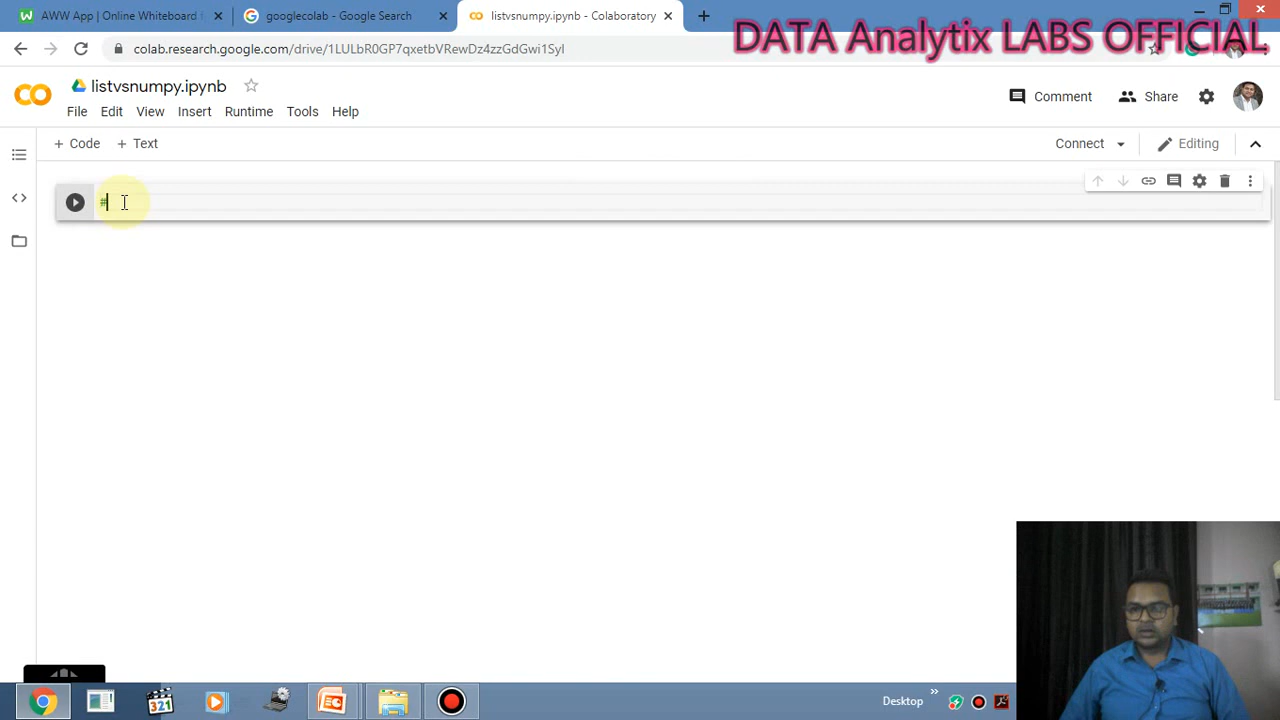 AWW App | Online Whiteboard f
googlecolab - Google Search
listvsnumpy.ipynb - Colaboratory
DATA Analytix LABS OFFICIAL
colab.research.google.com/drive/1LULbR0GP7qxetbVRewDz4zzGdGwi1Syl
listvsnumpy.ipynb
Comment
Share
File Edit View Insert Runtime Tools Help
+ Code + Text
Connect
Editing
#
321
Desktop